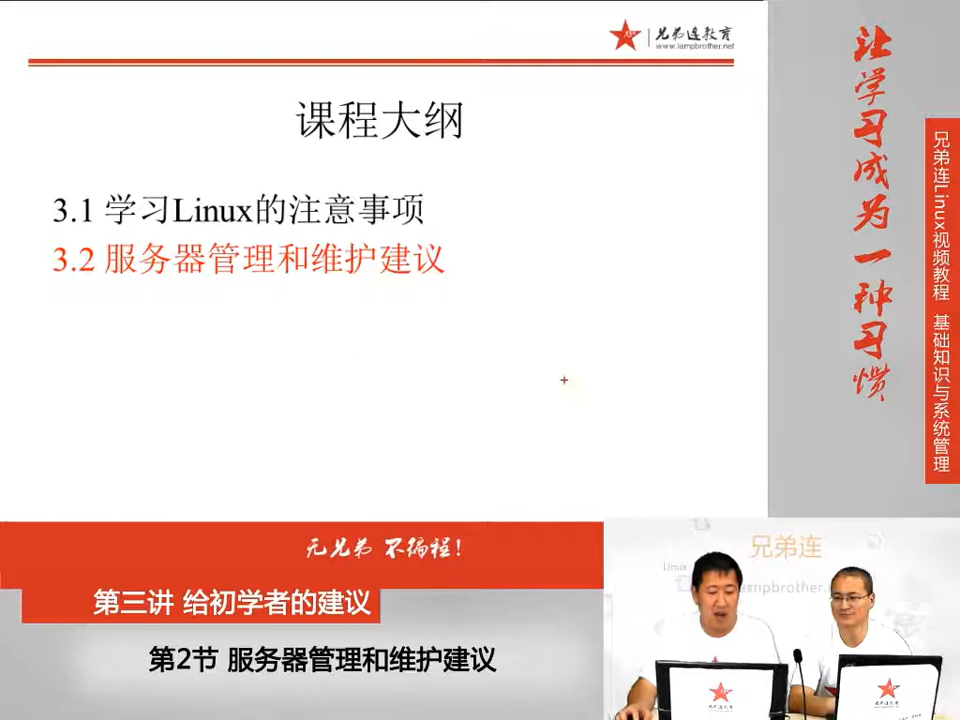 兄弟连教育
www.lampbrother.net
课程大纲
3.1 学习Linux的注意事项
3.2 服务器管理和维护建议
让学习成为一种习惯
兄弟连Linux视频教程 基础知识与系统管理
无兄弟 不编程!
第三讲 给初学者的建议
第2节 服务器管理和维护建议
兄弟连
Linux
lampbrother.